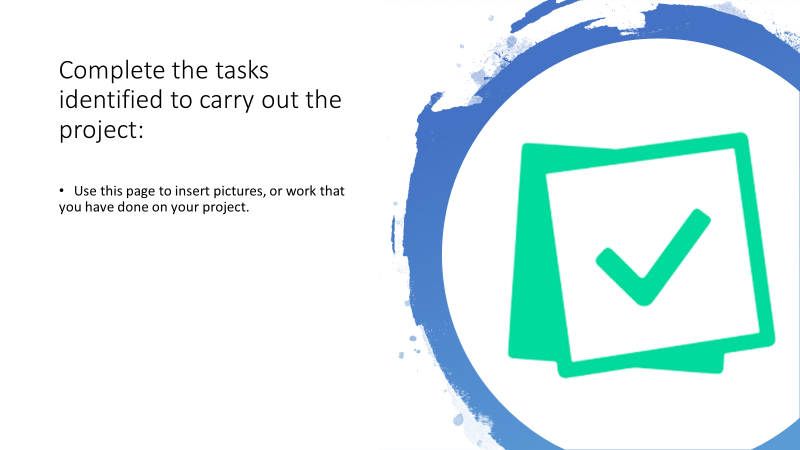 Complete the tasks
identified to carry out the
project:
• Use this page to insert pictures, or work that
you have done on your project.